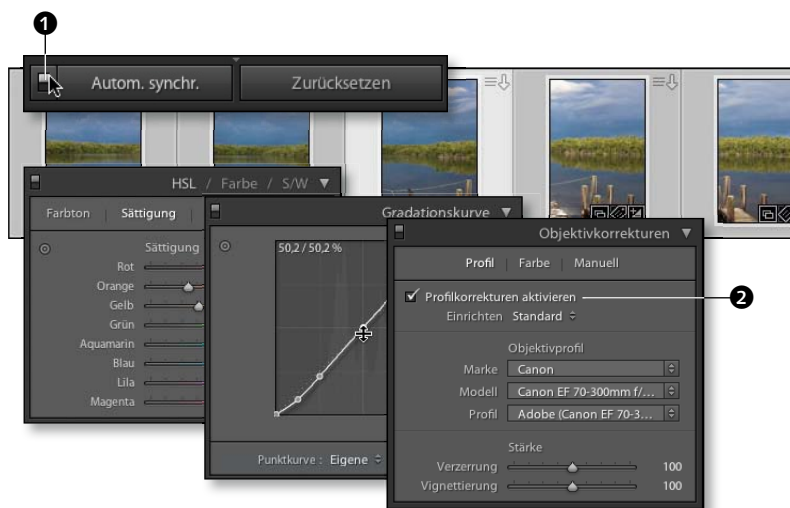 1
Autom. synchr. Zurücksetzen
HSL / Farbe / S/W
Farbton Sättigung
Sättigung
Rot
Orange
Gelb
Grün
Aquamarin
Blau
Lila
Magenta
Gradationskurve
50,2 / 50,2 %
Punktkurve : Eigene
Objektivkorrekturen
Profil Farbe Manuell
Profilkorrekturen aktivieren
2
Einrichten Standard
Objektivprofil
Marke Canon
Modell Canon EF 70-300mm f/...
Profil Adobe (Canon EF 70-3...
Stärke
Verzerrung 100
Vignettierung 100